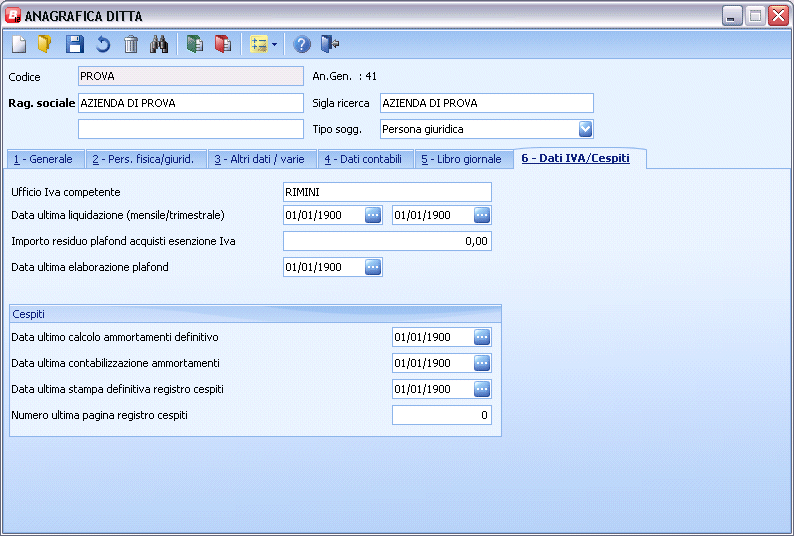 ANAGRAFICA DITTA
Codice PROVA An.Gen. : 41
Rag. sociale AZIENDA DI PROVA Sigla ricerca AZIENDA DI PROVA
Tipo sogg. Persona giuridica
1 - Generale 2 - Pers. fisica/giurid. 3 - Altri dati / varie 4 - Dati contabili 5 - Libro giornale 6 - Dati IVA/Cespiti
Ufficio Iva competente RIMINI
Data ultima liquidazione (mensile/trimestrale) 01/01/1900 01/01/1900
Importo residuo plafond acquisti esenzione Iva 0,00
Data ultima elaborazione plafond 01/01/1900
Cespiti
Data ultimo calcolo ammortamenti definitivo 01/01/1900
Data ultima contabilizzazione ammortamenti 01/01/1900
Data ultima stampa definitiva registro cespiti 01/01/1900
Numero ultima pagina registro cespiti 0